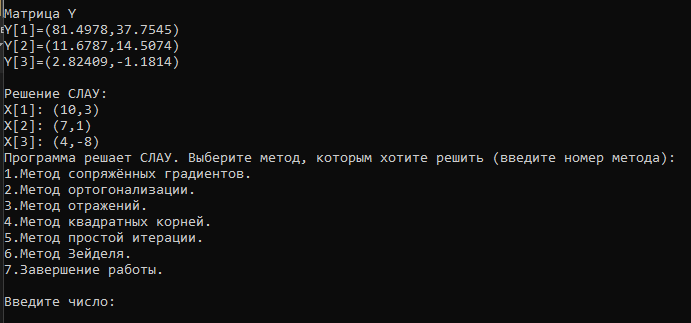 Матрица Y
Y[1]=(81.4978,37.7545)
Y[2]=(11.6787,14.5074)
Y[3]=(2.82409,-1.1814)
Решение СЛАУ:
X[1]: (10,3)
X[2]: (7,1)
X[3]: (4,-8)
Программа решает СЛАУ. Выберите метод, которым хотите решить (введите номер метода):
1.Метод сопряжённых градиентов.
2.Метод ортогонализации.
3.Метод отражений.
4.Метод квадратных корней.
5.Метод простой итерации.
6.Метод Зейделя.
7.Завершение работы.
Введите число: